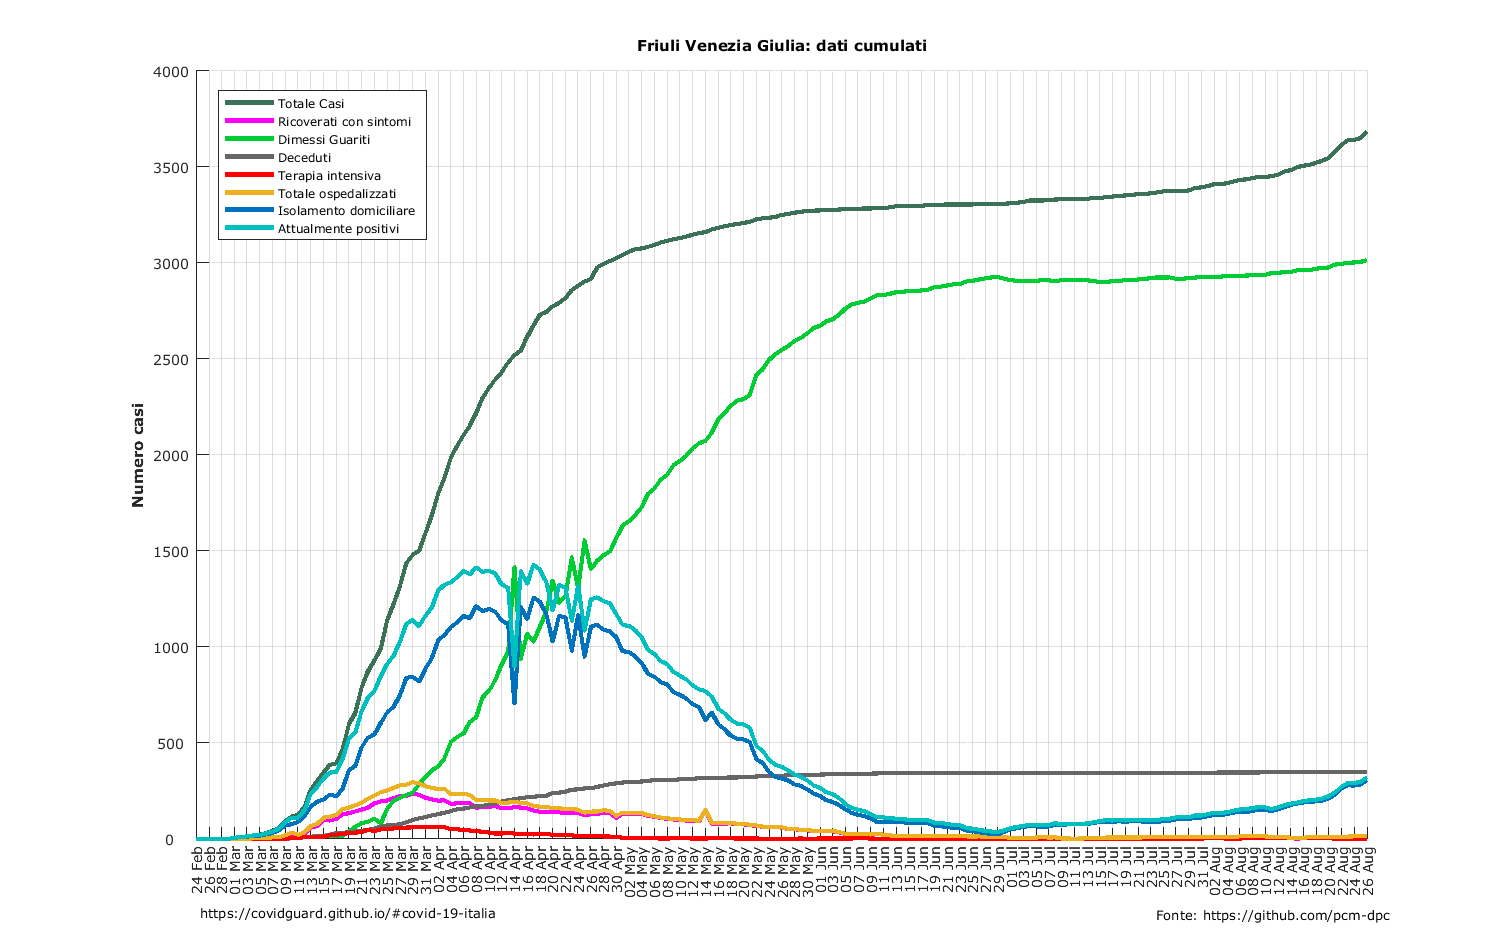 Friuli Venezia Giulia: dati cumulati
4000
3500
3000
2500
2000
1500
1000
500
0
Numero casi
Totale Casi
Ricoverati con sintomi
Dimessi Guariti
Deceduti
Terapia intensiva
Totale ospedalizzati
Isolamento domiciliare
Attualmente positivi
24 Feb
26 Feb
28 Feb
01 Mar
03 Mar
05 Mar
07 Mar
09 Mar
11 Mar
13 Mar
15 Mar
17 Mar
19 Mar
21 Mar
23 Mar
25 Mar
27 Mar
29 Mar
31 Mar
02 Apr
04 Apr
06 Apr
08 Apr
10 Apr
12 Apr
14 Apr
16 Apr
18 Apr
20 Apr
22 Apr
24 Apr
26 Apr
28 Apr
30 Apr
02 May
04 May
06 May
08 May
10 May
12 May
14 May
16 May
18 May
20 May
22 May
24 May
26 May
28 May
30 May
01 Jun
03 Jun
05 Jun
07 Jun
09 Jun
11 Jun
13 Jun
15 Jun
17 Jun
19 Jun
21 Jun
23 Jun
25 Jun
27 Jun
29 Jun
01 Jul
03 Jul
05 Jul
07 Jul
09 Jul
11 Jul
13 Jul
15 Jul
17 Jul
19 Jul
21 Jul
23 Jul
25 Jul
27 Jul
29 Jul
31 Jul
02 Aug
04 Aug
06 Aug
08 Aug
10 Aug
12 Aug
14 Aug
16 Aug
18 Aug
20 Aug
22 Aug
24 Aug
26 Aug
https://covidguard.github.io/#covid-19-italia
Fonte: https://github.com/pcm-dpc